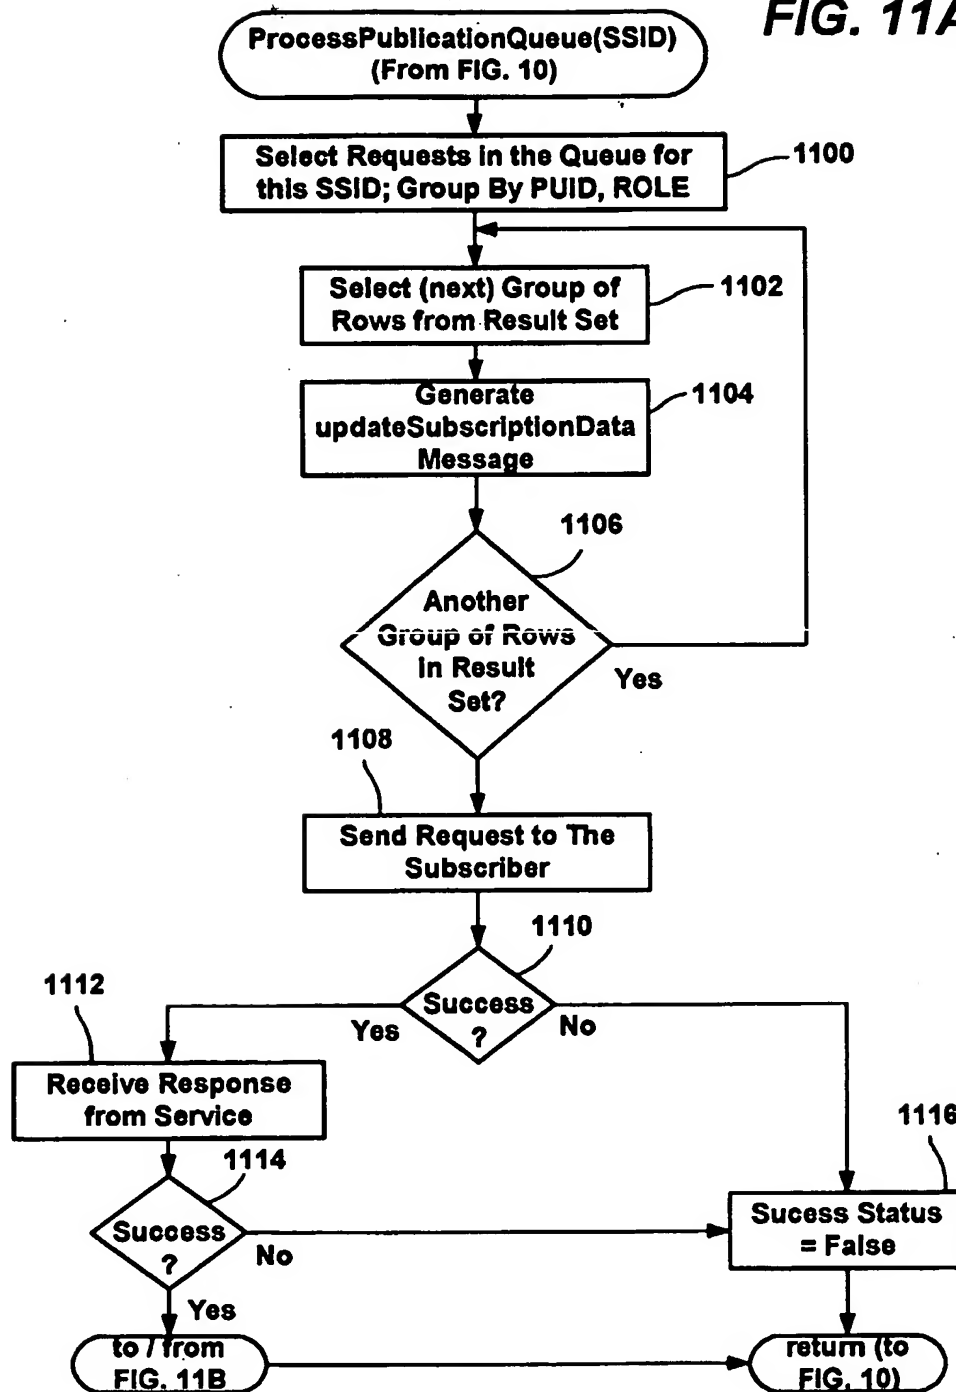 FIG. 11A
ProcessPublicationQueue(SSID)
(From FIG. 10)
Select Requests in the Queue for
this SSID; Group By PUID, ROLE
1100
Select (next) Group of
Rows from Result Set
1102
Generate
updateSubscriptionData
Message
1104
1106
Another
Group of Rows
in Result
Set?
Yes
1108
Send Request to The
Subscriber
1110
Success
?
Yes
No
1112
Receive Response
from Service
1114
Success
?
No
Yes
1116
Sucess Status
= False
to / from
FIG. 11B
return (to
FIG. 10)